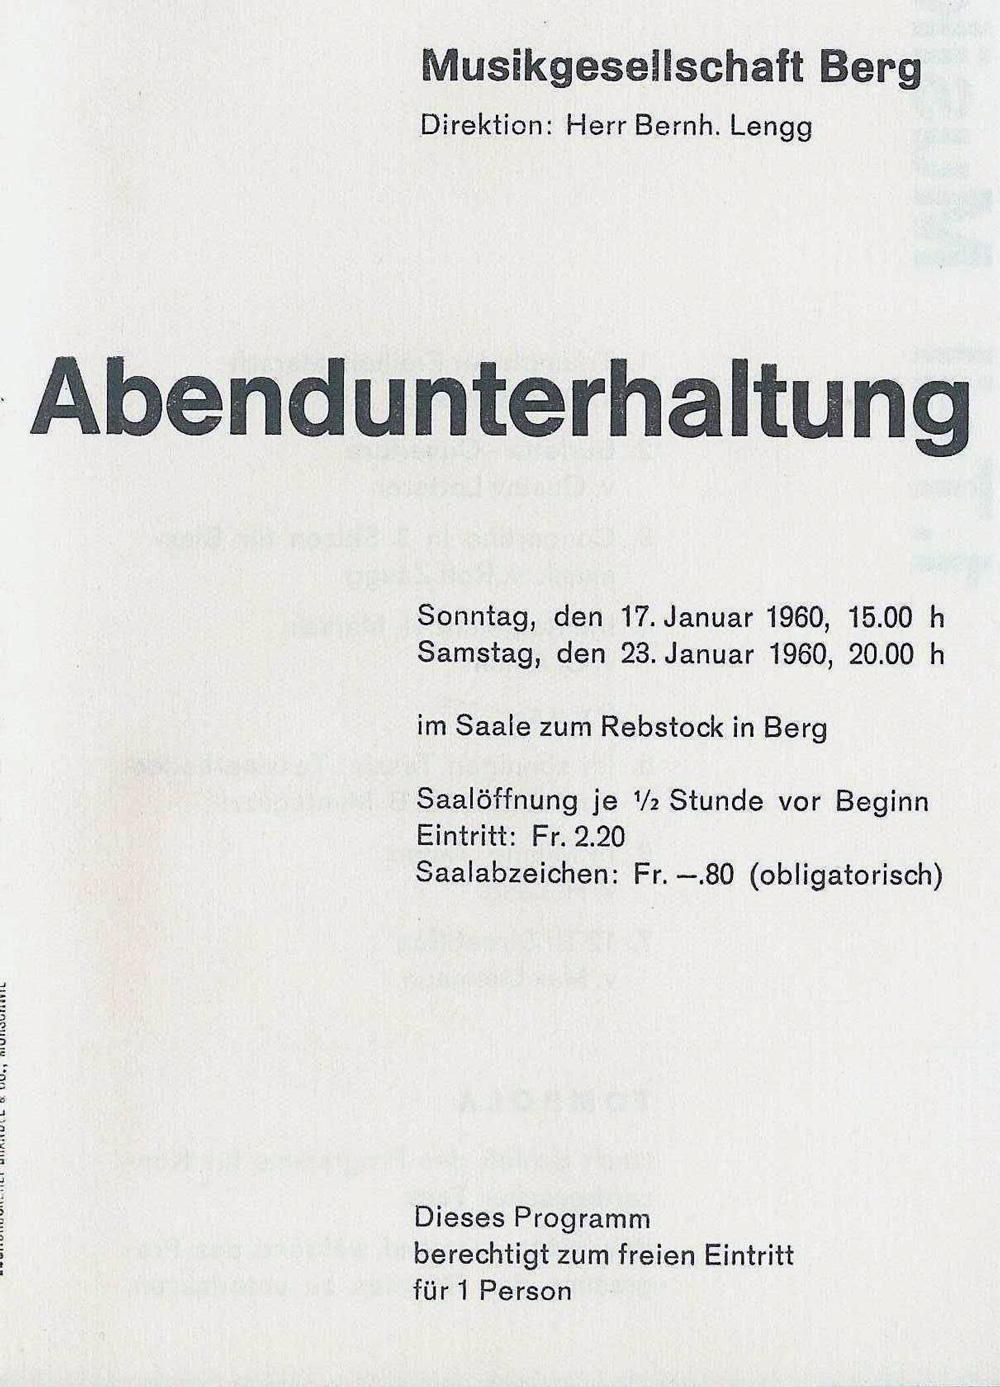 Musikgesellschaft Berg
Direktion: Herr Bernh. Lengg
Abendunterhaltung
Sonntag, den 17. Januar 1960, 15.00 h
Samstag, den 23. Januar 1960, 20.00 h
im Saale zum Rebstock in Berg
Saalöffnung je ½ Stunde vor Beginn
Eintritt: Fr. 2.20
Saalabzeichen: Fr. –.80 (obligatorisch)
Dieses Programm
berechtigt zum freien Eintritt
für 1 Person